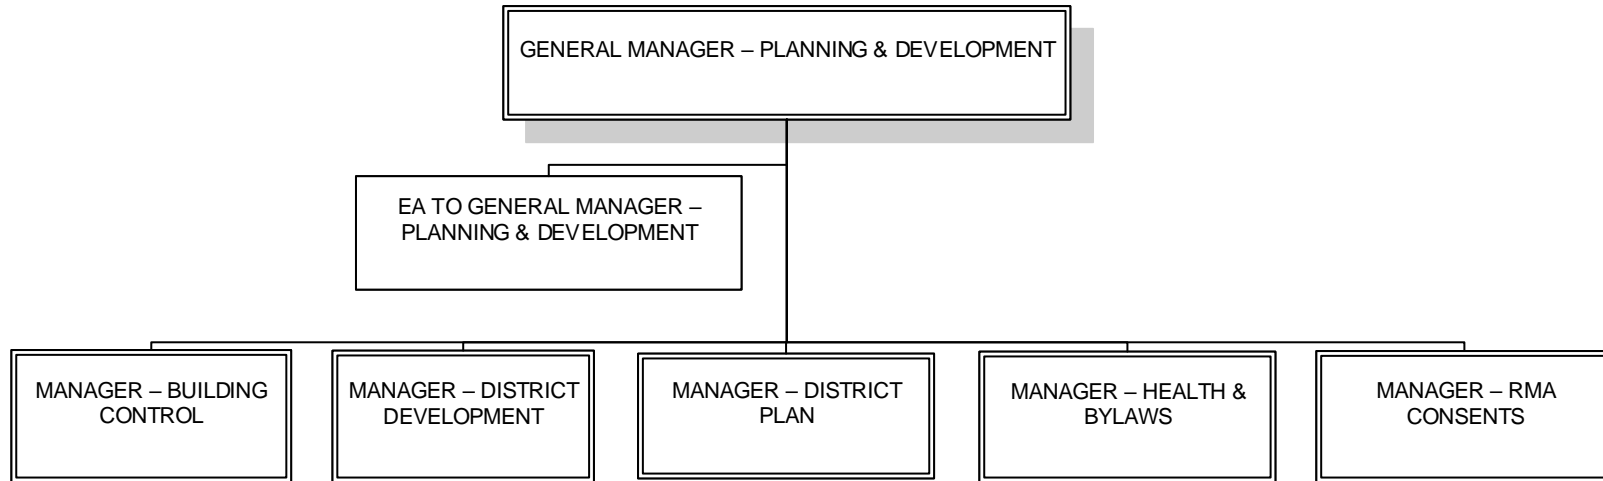 GENERAL MANAGER – PLANNING & DEVELOPMENT
EA TO GENERAL MANAGER –
PLANNING & DEVELOPMENT
MANAGER – BUILDING
CONTROL
MANAGER – DISTRICT
DEVELOPMENT
MANAGER – DISTRICT
PLAN
MANAGER – HEALTH &
BYLAWS
MANAGER – RMA
CONSENTS